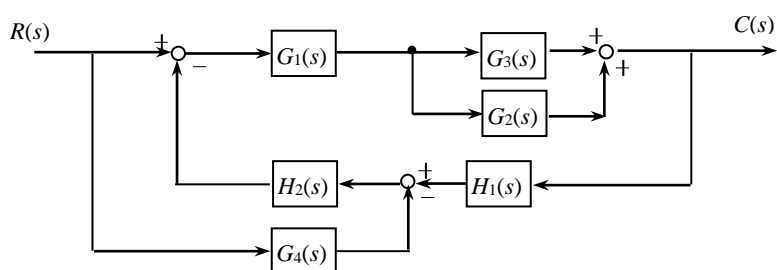 R(s)
C(s)
+
−
G1(s)
G3(s)
+
+
G2(s)
H2(s)
+
−
H1(s)
G4(s)